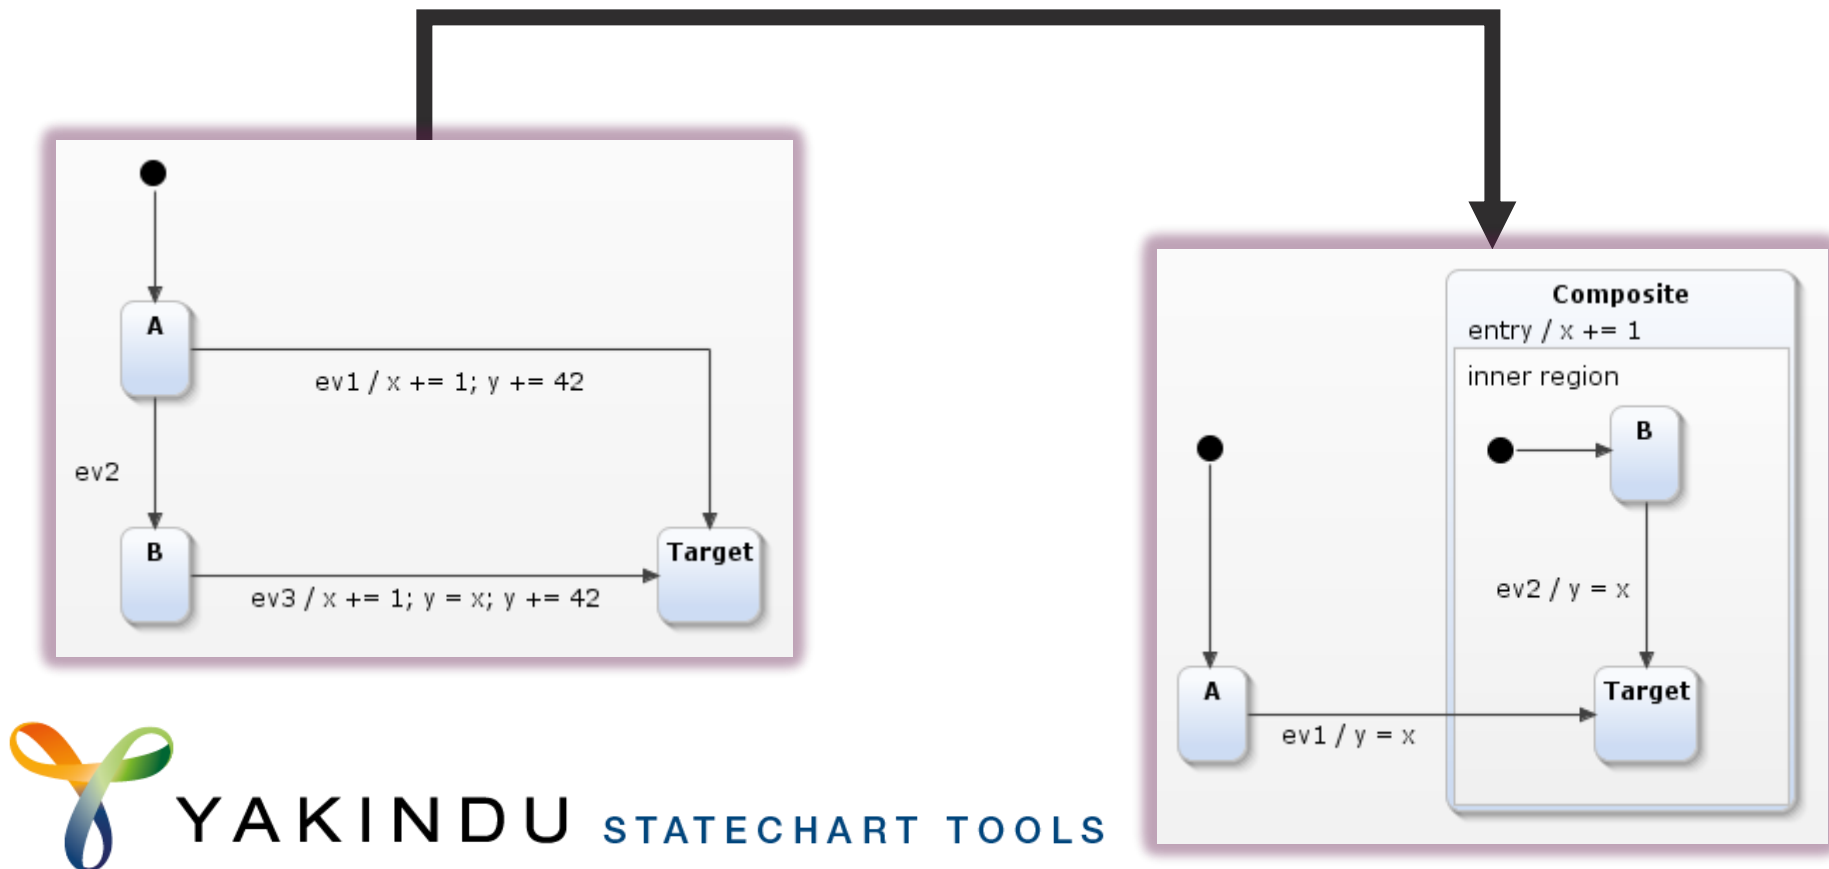 A
ev1 / x += 1; y += 42
ev2
B
Target
ev3 / x += 1; y = x; y += 42
Composite
entry / x += 1
inner region
B
ev2 / y = x
A
Target
ev1 / y = x
YAKINDU STATECHART TOOLS